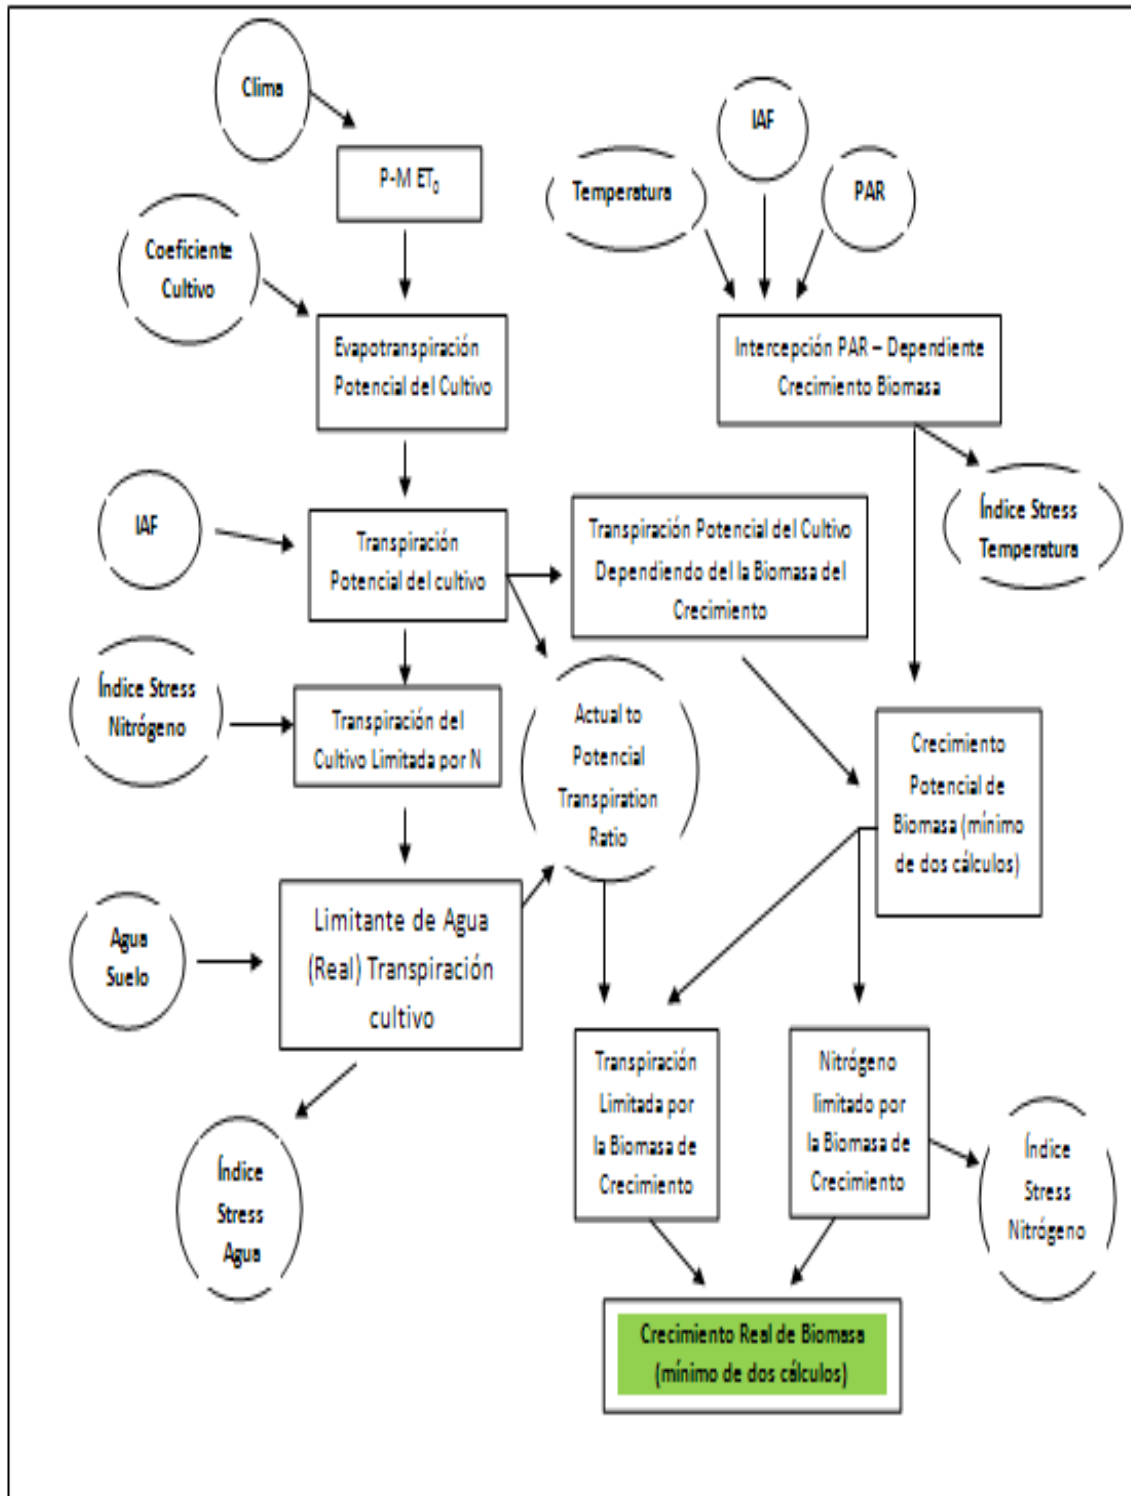 Clima
P-M ET0
Coeficiente
Cultivo
Evapotranspiración
Potencial del Cultivo
IAF
Transpiración
Potencial del cultivo
Índice Stress
Nitrógeno
Transpiración del
Cultivo Limitada por N
Agua
Suelo
Limitante de Agua
(Real) Transpiración
cultivo
Índice
Stress
Agua
Temperatura
IAF
PAR
Intercepción PAR – Dependiente
Crecimiento Biomasa
Índice Stress
Temperatura
Transpiración Potencial del Cultivo
Dependiendo del la Biomasa del
Crecimiento
Actual to
Potencial
Transpiration
Ratio
Crecimiento
Potencial de
Biomasa (mínimo
de dos cálculos)
Transpiración
Limitada por
la Biomasa de
Crecimiento
Nitrógeno
limitado por
la Biomasa de
Crecimiento
Índice
Stress
Nitrógeno
Crecimiento Real de Biomasa
(mínimo de dos cálculos)